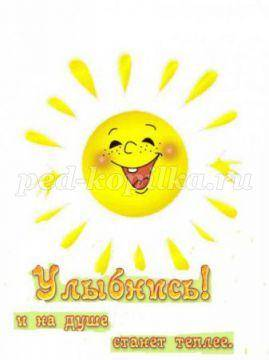 ped-kopilka.ru
Улыбнись!
и на душе
станет теплее.